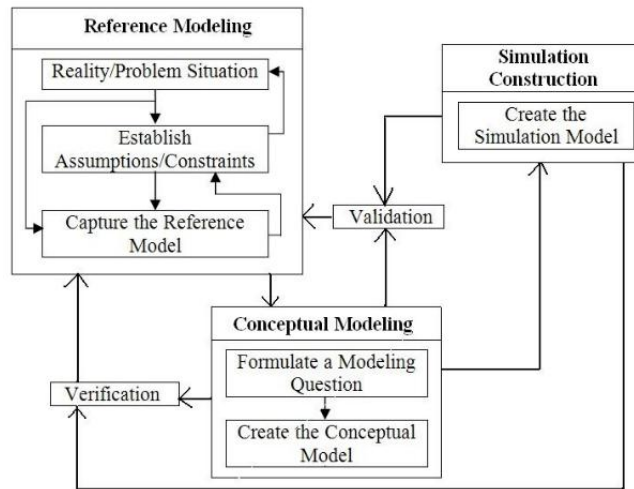 Reference Modeling
Reality/Problem Situation
Establish
Assumptions/Constraints
Capture the Reference
Model
Simulation
Construction
Create the
Simulation Model
Validation
Conceptual Modeling
Formulate a Modeling
Question
Create the Conceptual
Model
Verification